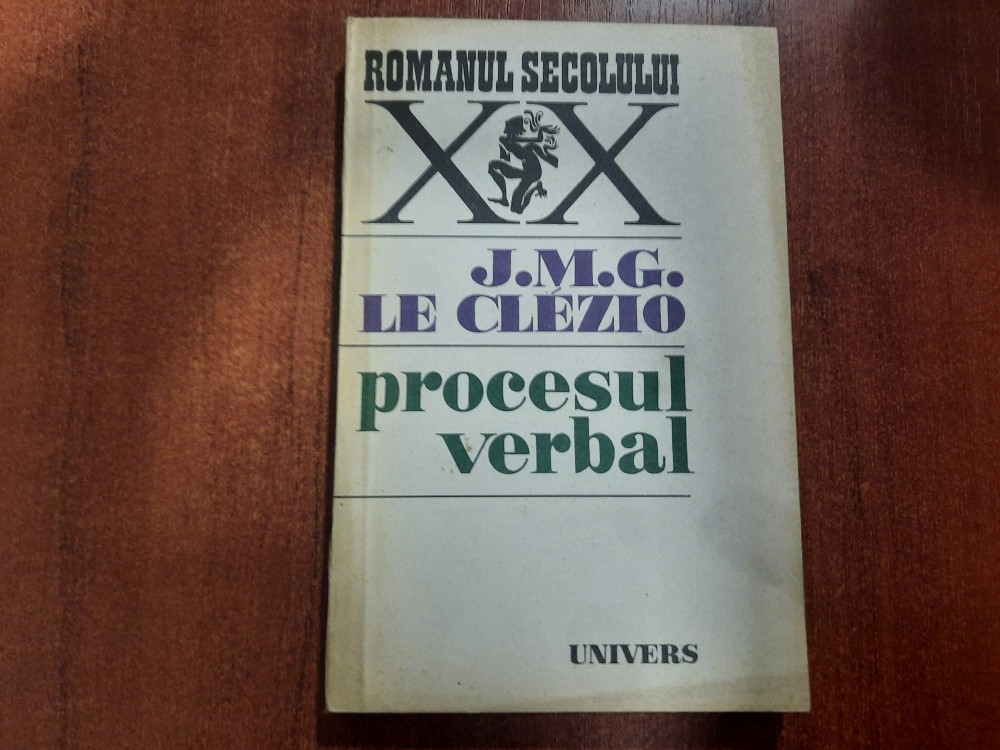 ROMANUL SECOLULUI
XX
J.M.G.
LE CLÉZIO
procesul
verbal
UNIVERS